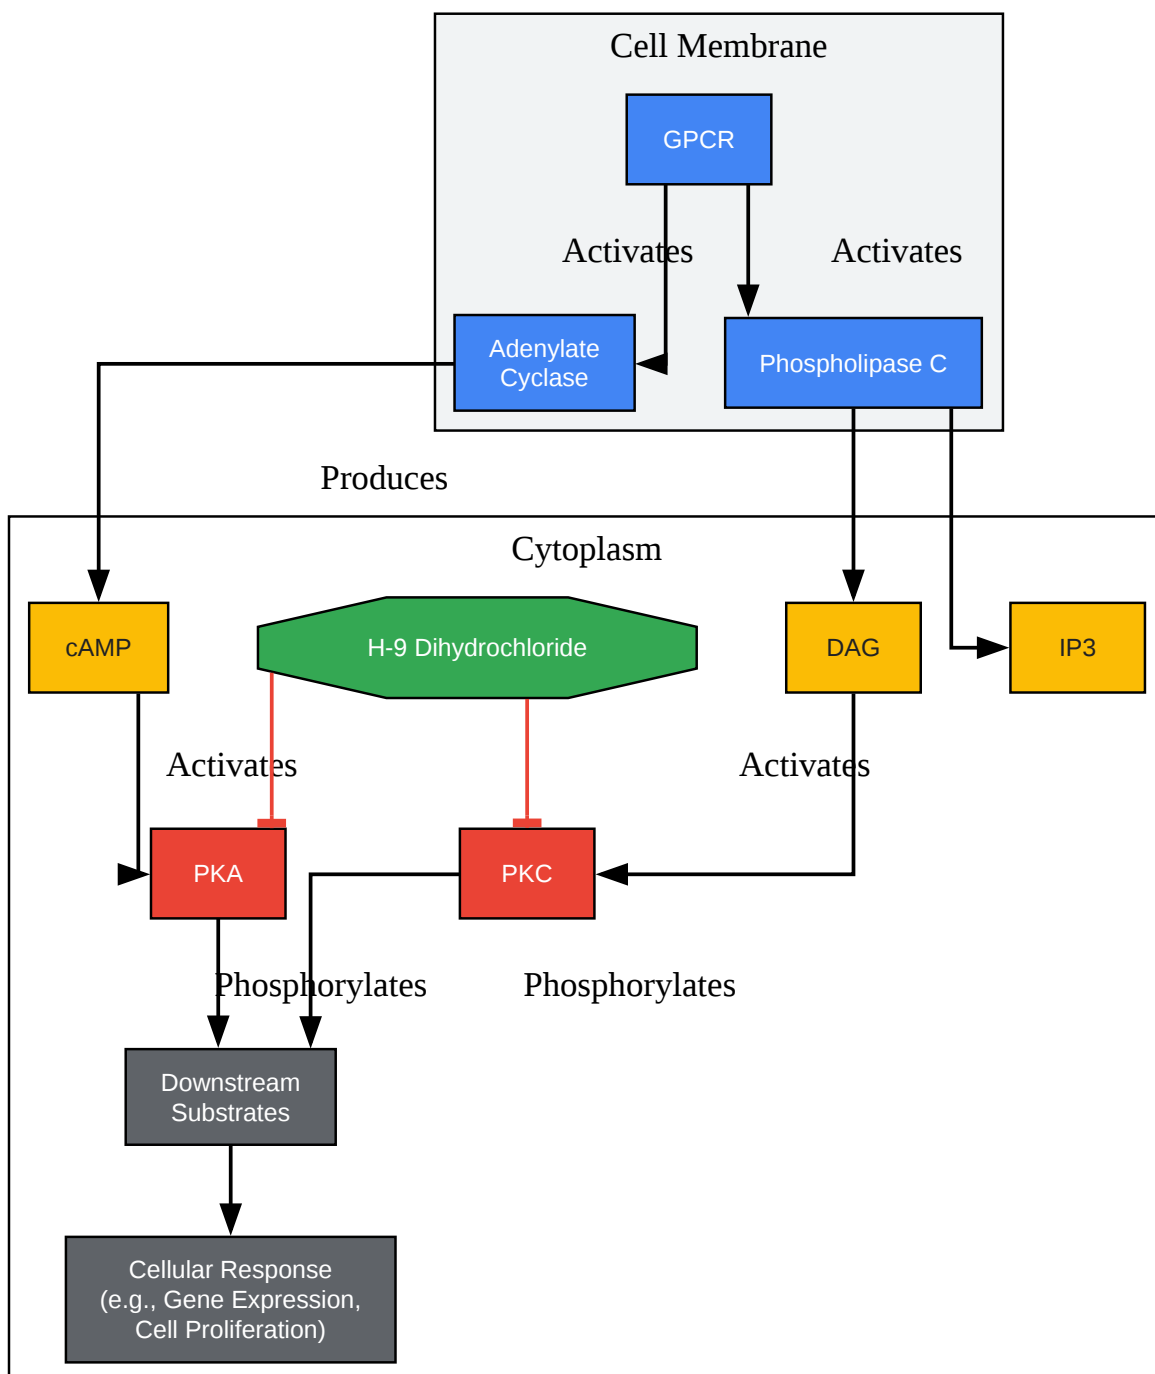 Cell Membrane
GPCR
Activates
Activates
Adenylate
Cyclase
Phospholipase C
Produces
Cytoplasm
cAMP
H-9 Dihydrochloride
DAG
IP3
Activates
Activates
PKA
PKC
Phosphorylates
Phosphorylates
Downstream
Substrates
Cellular Response
(e.g., Gene Expression,
Cell Proliferation)